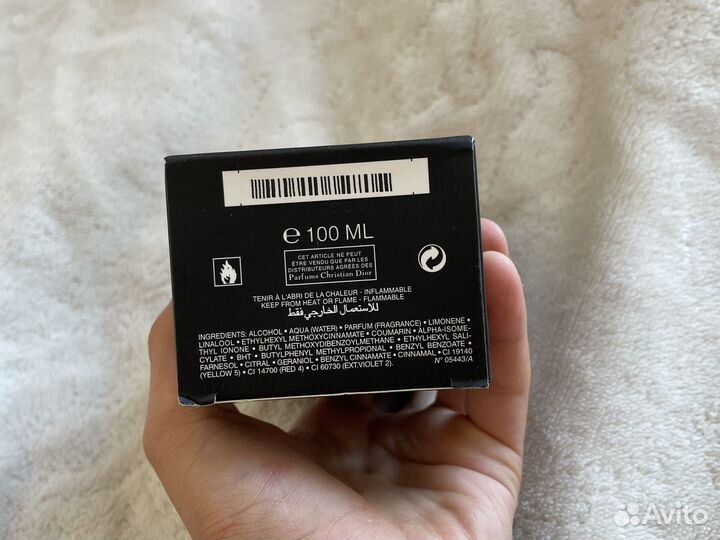 ℮ 100 ML
CET ARTICLE NE PEUT
ÊTRE VENDU QUE PAR LES
DISTRIBUTEURS AGRÉES DES
Parfums Christian Dior
TENIR À L'ABRI DE LA CHALEUR - INFLAMMABLE
KEEP FROM HEAT OR FLAME - FLAMMABLE
للاستعمال الخارجي فقط
INGREDIENTS: ALCOHOL • AQUA (WATER) • PARFUM (FRAGRANCE) • LIMONENE •
LINALOOL • ETHYLHEXYL METHOXYCINNAMATE • COUMARIN • ALPHA-ISOME-
THYL IONONE • BUTYL METHOXYDIBENZOYLMETHANE • ETHYLHEXYL SALI-
CYLATE • BHT • BUTYLPHENYL METHYLPROPIONAL • BENZYL BENZOATE •
FARNESOL • CITRAL • GERANIOL • BENZYL CINNAMATE • CINNAMAL • CI 19140
(YELLOW 5) • CI 14700 (RED 4) • CI 60730 (EXT.VIOLET 2).
N° 05443/A
Avito